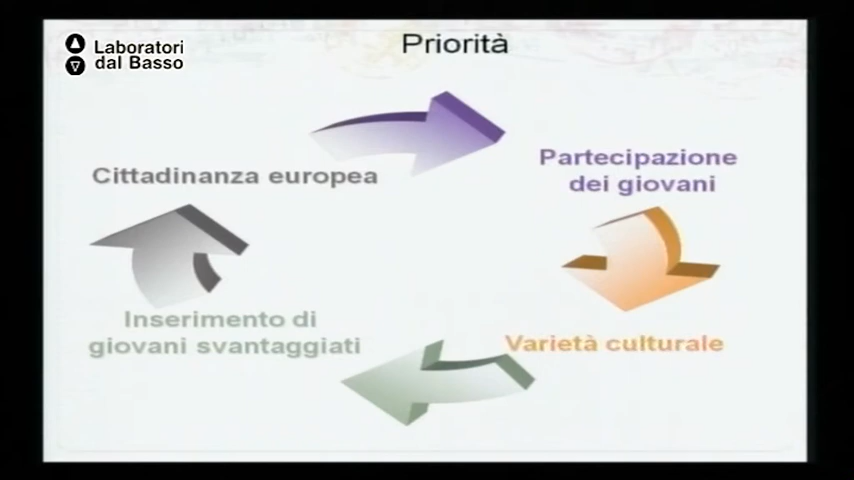 Priorità
Laboratori
dal Basso
Cittadinanza europea
Partecipazione
dei giovani
Varietà culturale
Inserimento di
giovani svantaggiati